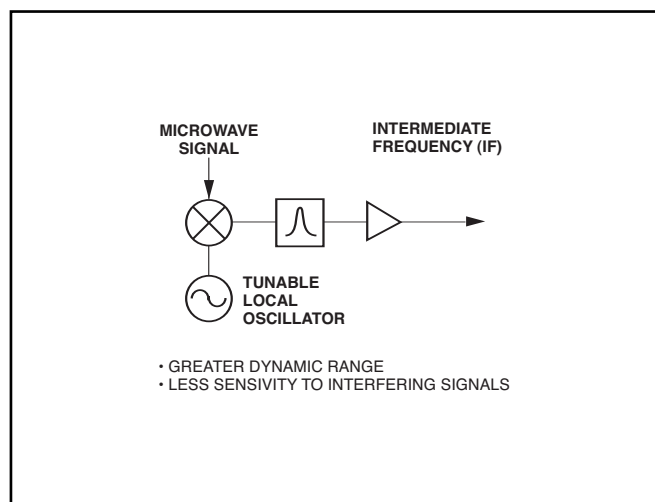 MICROWAVE
SIGNAL
INTERMEDIATE
FREQUENCY (IF)
TUNABLE
LOCAL
OSCILLATOR
• GREATER DYNAMIC RANGE
• LESS SENSIVITY TO INTERFERING SIGNALS